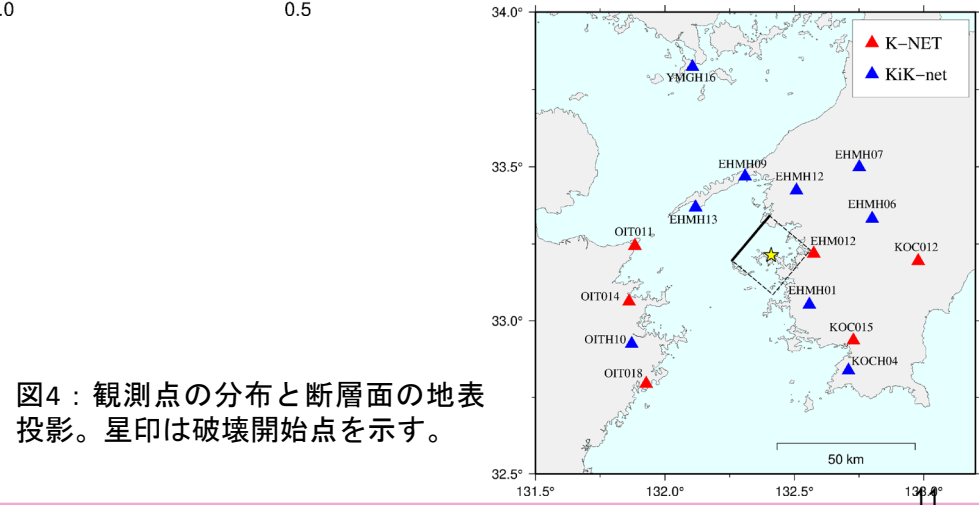 .0
0.5
34.0°
K−NET
KiK−net
YMGH16
33.5°
EHMH09
EHMH07
EHMH12
EHMH13
EHMH06
OIT011
EHM012
KOC012
OIT014
EHMH01
33.0°
OITH10
KOC015
OIT018
KOCH04
図4：観測点の分布と断層面の地表
投影。星印は破壊開始点を示す。
50 km
32.5°
131.5°
132.0°
132.5°
133.0°
11